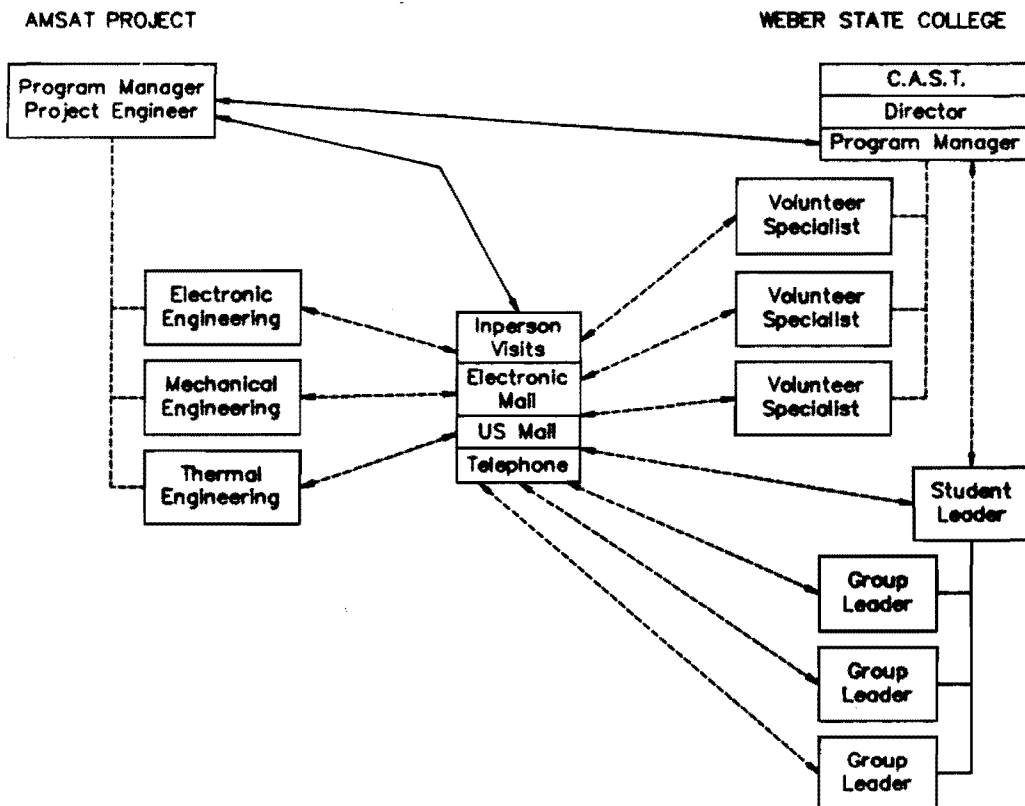 AMSAT PROJECT
WEBER STATE COLLEGE
Program Manager
Project Engineer
C.A.S.T.
Director
Program Manager
Volunteer
Specialist
Electronic
Engineering
Volunteer
Specialist
Inperson
Visits
Electronic
Mail
US Mail
Telephone
Mechanical
Engineering
Volunteer
Specialist
Thermal
Engineering
Student
Leader
Group
Leader
Group
Leader
Group
Leader